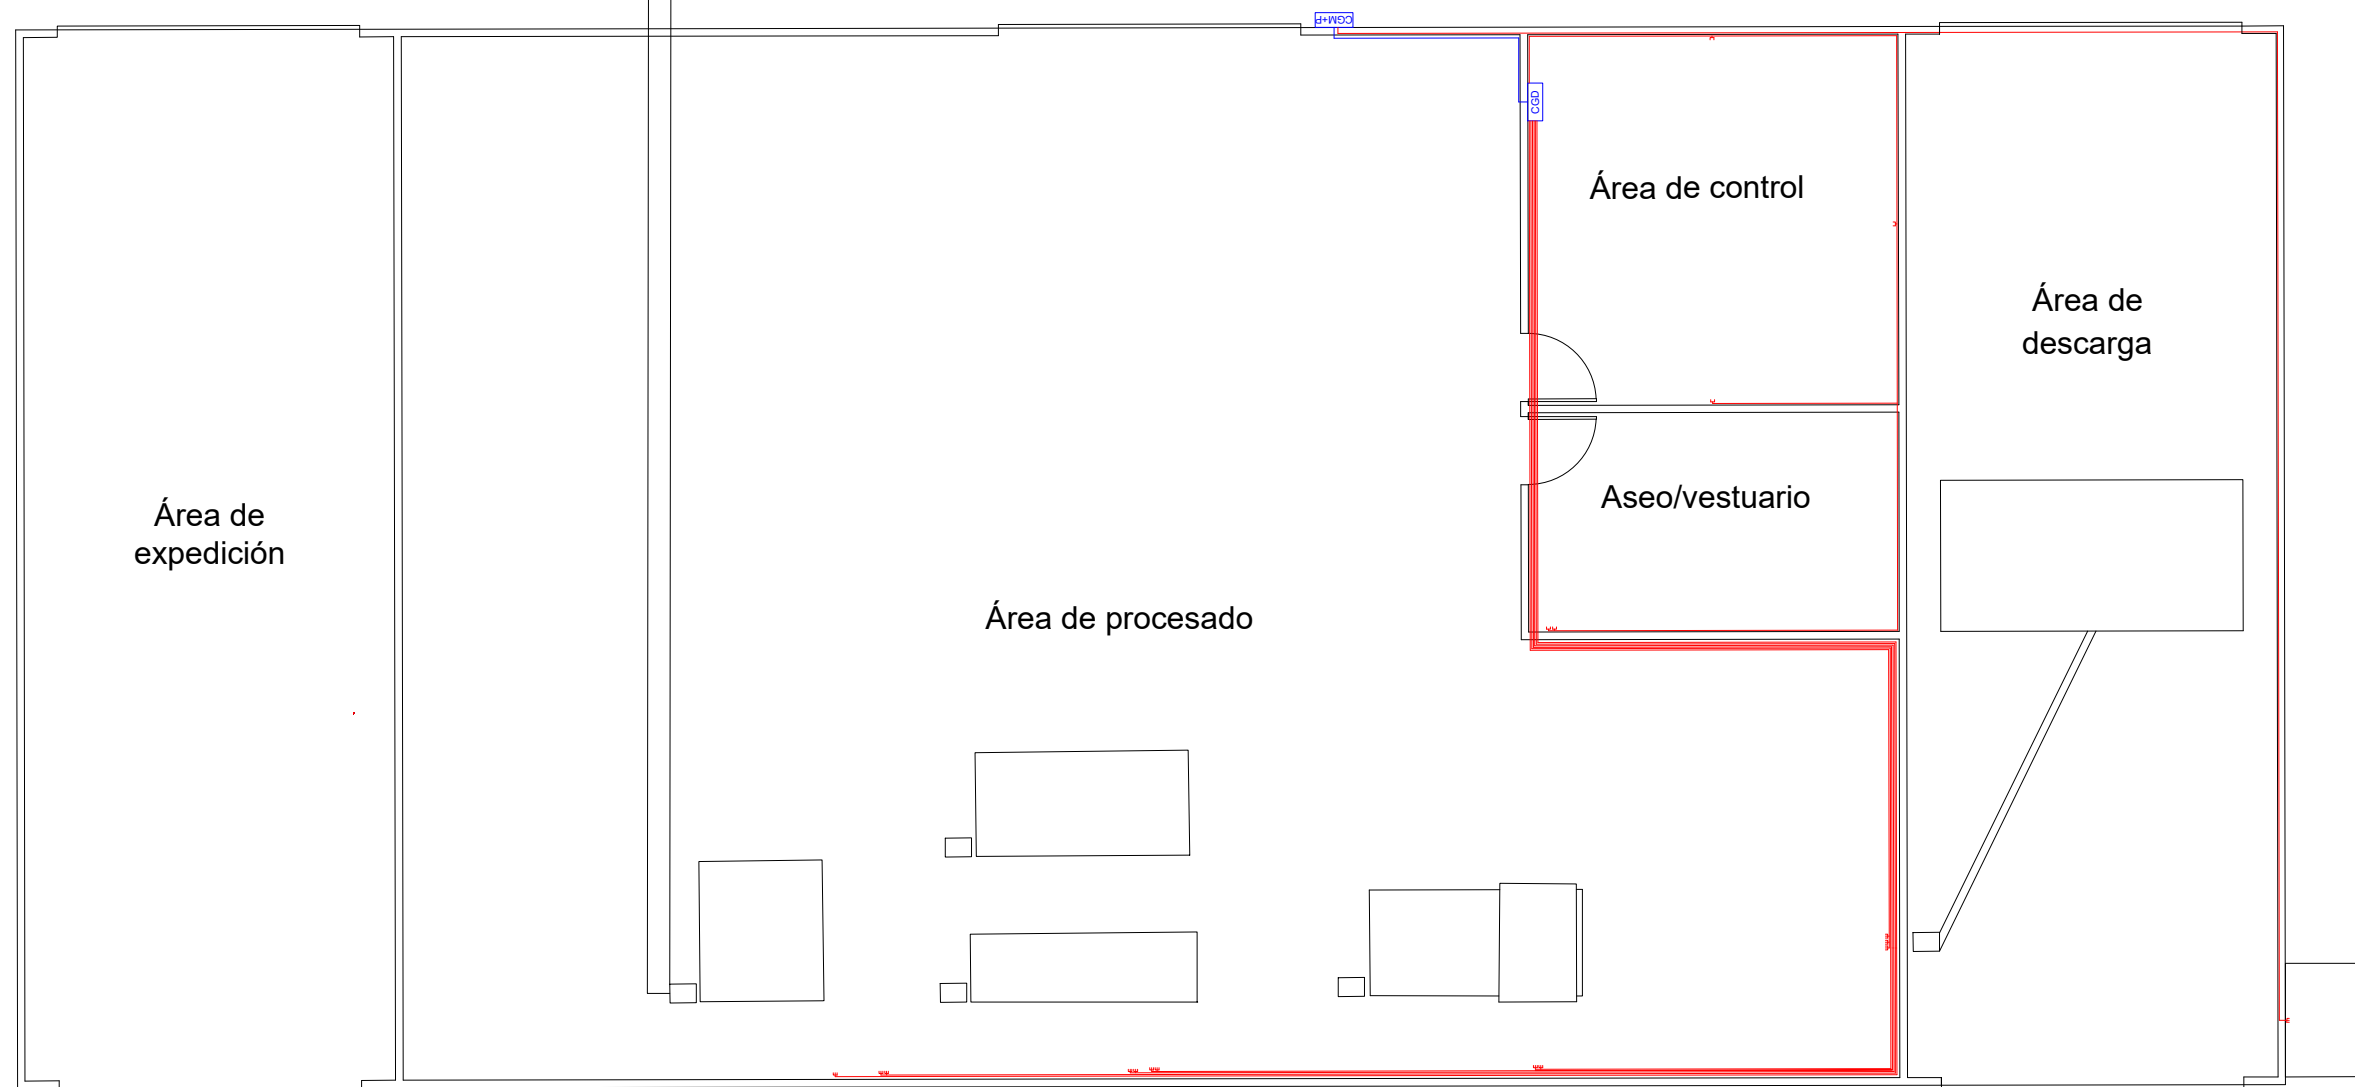 CGM+P
CGD
Área de control
Área de
descarga
Aseo/vestuario
Área de
expedición
Área de procesado